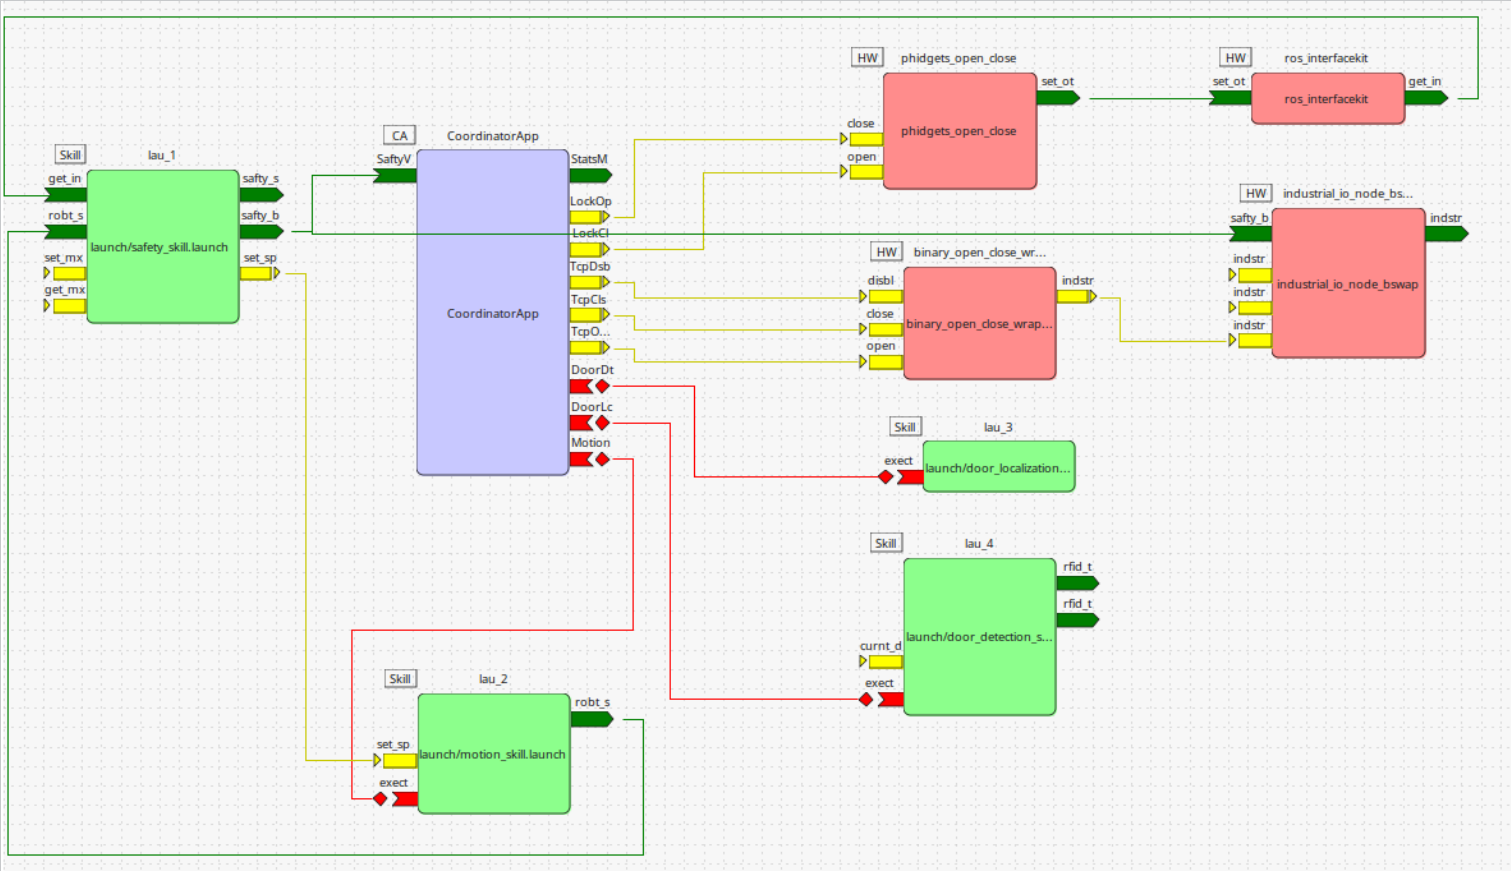 HW phidgets_open_close
set_ot
close
open
phidgets_open_close
HW ros_interfacekit
set_ot
get_in
ros_interfacekit
Skill lau_1
get_in
robt_s
set_mx
get_mx
safty_s
safty_b
set_sp
launch/safety_skill.launch
CA CoordinatorApp
SaftyV
StatsM
LockOp
LockCl
TcpDsb
TcpCls
TcpO...
DoorDt
DoorLc
Motion
CoordinatorApp
HW industrial_io_node_bs...
safty_b
indstr
indstr
indstr
indstr
industrial_io_node_bswap
HW binary_open_close_wr...
disbl
close
open
indstr
binary_open_close_wrap...
Skill lau_3
exect
launch/door_localization...
Skill lau_4
rfid_t
rfid_t
curnt_d
exect
launch/door_detection_s...
Skill lau_2
robt_s
set_sp
exect
launch/motion_skill.launch